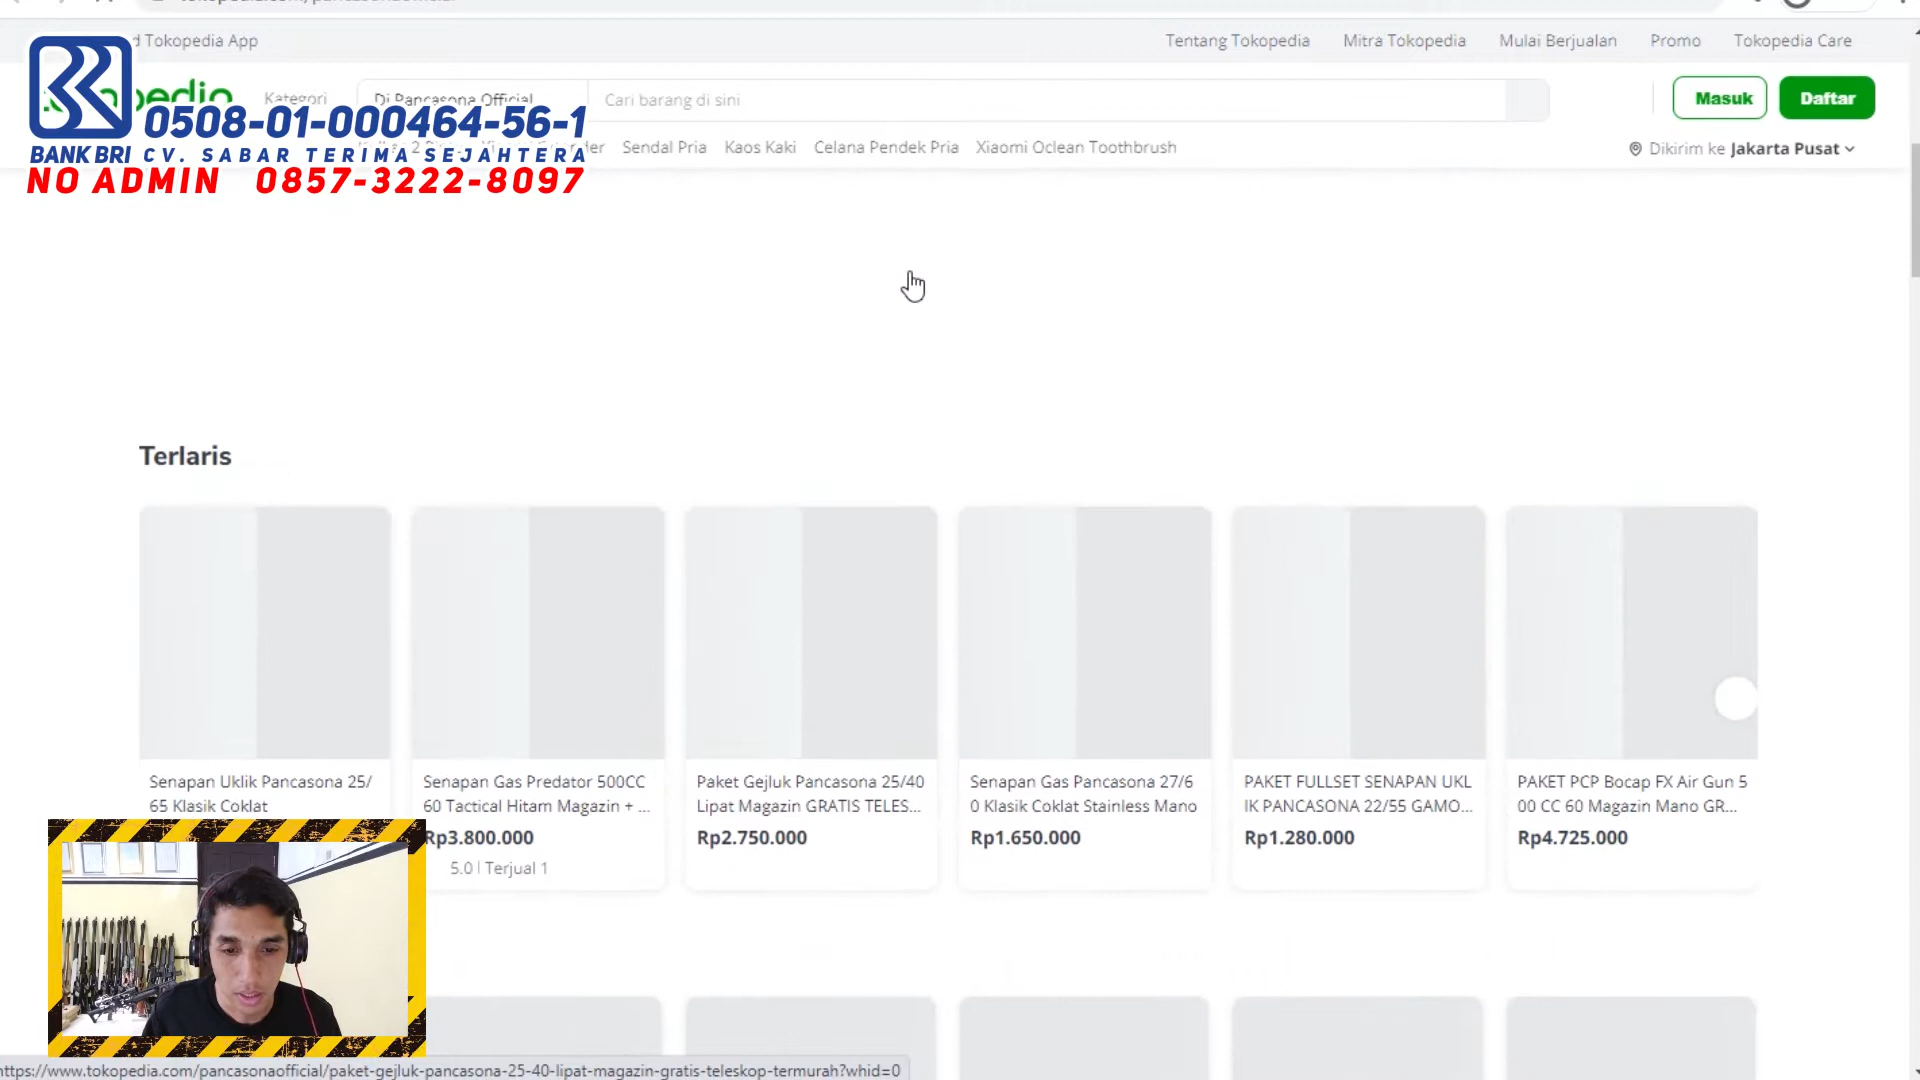 d Tokopedia App
Tentang Tokopedia
Mitra Tokopedia
Mulai Berjualan
Promo
Tokopedia Care
Kategori
Di Pancasona Official
Cari barang di sini
Masuk
Daftar
0508-01-000464-56-1
BANK BRI CV. SABAR TERIMA SEJAHTERA
NO ADMIN 0857-3222-8097
Sendal Pria
Kaos Kaki
Celana Pendek Pria
Xiaomi Oclean Toothbrush
Dikirim ke Jakarta Pusat
Terlaris
Senapan Uklik Pancasona 25/
65 Klasik Coklat
Senapan Gas Predator 500CC
60 Tactical Hitam Magazin + ...
Rp3.800.000
5.0 | Terjual 1
Paket Gejluk Pancasona 25/40
Lipat Magazin GRATIS TELES...
Rp2.750.000
Senapan Gas Pancasona 27/6
0 Klasik Coklat Stainless Mano
Rp1.650.000
PAKET FULLSET SENAPAN UKL
IK PANCASONA 22/55 GAMO...
Rp1.280.000
PAKET PCP Bocap FX Air Gun 5
00 CC 60 Magazin Mano GR...
Rp4.725.000
https://www.tokopedia.com/pancasonaofficial/paket-gejluk-pancasona-25-40-lipat-magazin-gratis-teleskop-termurah?whid=0